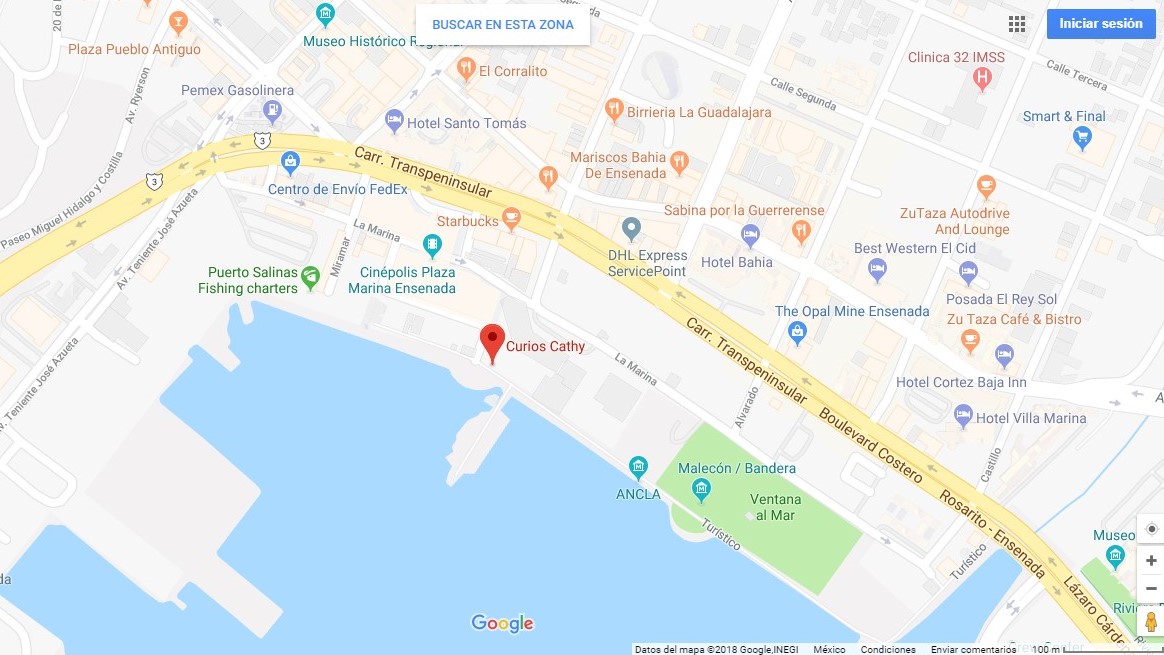 20 de
BUSCAR EN ESTA ZONA
Iniciar sesión
Plaza Pueblo Antiguo
Museo Histórico Regional
Clinica 32 IMSS
Calle Tercera
El Corralito
Av. Ryerson
Pemex Gasolinera
Calle Segunda
Birrieria La Guadalajara
Smart & Final
Hotel Santo Tomás
3
Carr. Transpeninsular
Mariscos Bahia
De Ensenada
3
Centro de Envío FedEx
Paseo Miguel Hidalgo y Costilla
Av. Teniente José Azueta
Starbucks
La Marina
Miramar
Sabina por la Guerrerense
ZuTaza Autodrive
And Lounge
DHL Express
ServicePoint
Hotel Bahia
Best Western El Cid
Puerto Salinas
Fishing charters
Cinépolis Plaza
Marina Ensenada
Posada El Rey Sol
The Opal Mine Ensenada
Zu Taza Café & Bistro
Curios Cathy
Carr. Transpeninsular
La Marina
Av. Teniente José Azueta
Hotel Cortez Baja Inn
Alvarado
Boulevard Costero
Hotel Villa Marina
Castillo
ANCLA
Malecón / Bandera
Ventana
al Mar
Rosarito - Ensenada
Turístico
Turístico
Museo
H
Lázaro Cárde
Rivie
Google
Datos del mapa ©2018 Google,INEGI México Condiciones Enviar comentarios 100 m